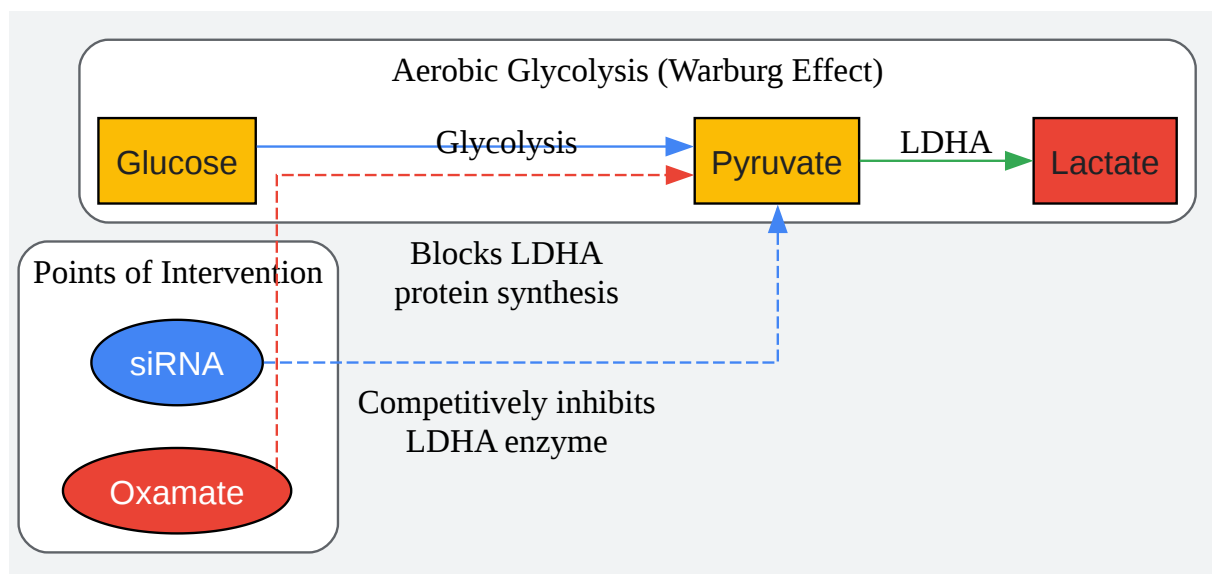 Aerobic Glycolysis (Warburg Effect)
Glucose
Glycolysis
Pyruvate
LDHA
Lactate
Points of Intervention
Blocks LDHA
protein synthesis
siRNA
Competitively inhibits
LDHA enzyme
Oxamate